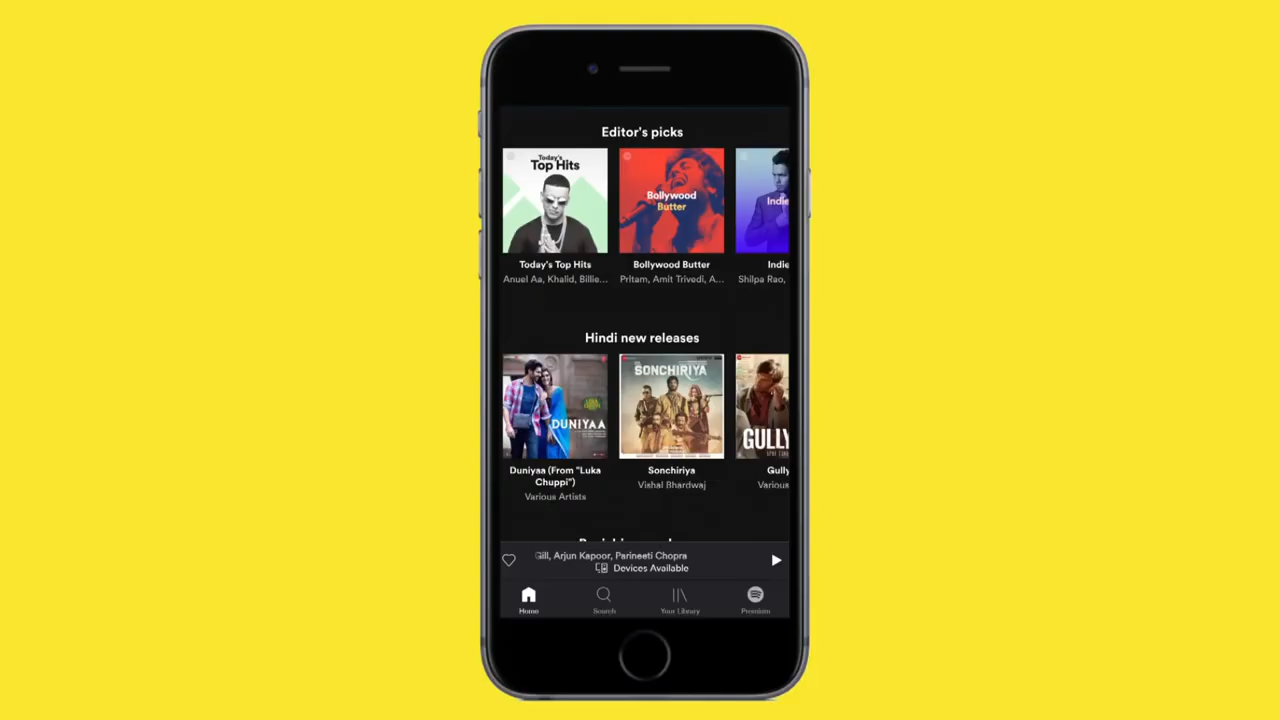 Editor's picks
Today's
Top Hits
Bollywood
Butter
Indie
Today's Top Hits
Bollywood Butter
Indie
Anuel Aa, Khalid, Billie...
Pritam, Amit Trivedi, A...
Shilpa Rao,
Hindi new releases
DUNIYAA
SONCHIRIYA
GULLY
Duniyaa (From "Luka
Chuppi")
Sonchiriya
Gully
Various Artists
Vishal Bhardwaj
Various
Gill, Arjun Kapoor, Parineeti Chopra
Devices Available
Home
Search
Your Library
Premium